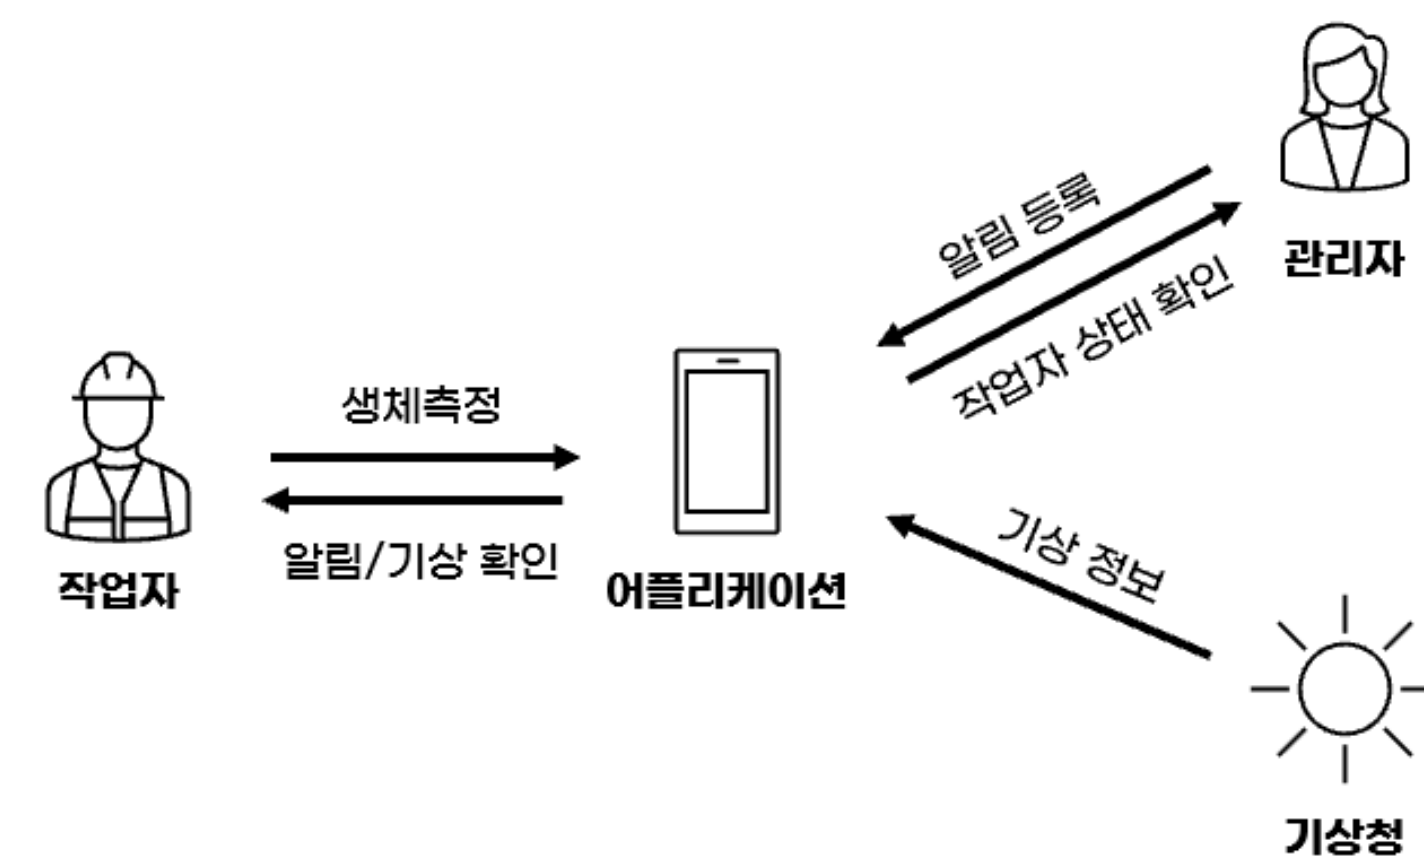 알림 등록
관리자
작업자 상태 확인
생체측정
알림/기상 확인
작업자
어플리케이션
기상 정보
기상청